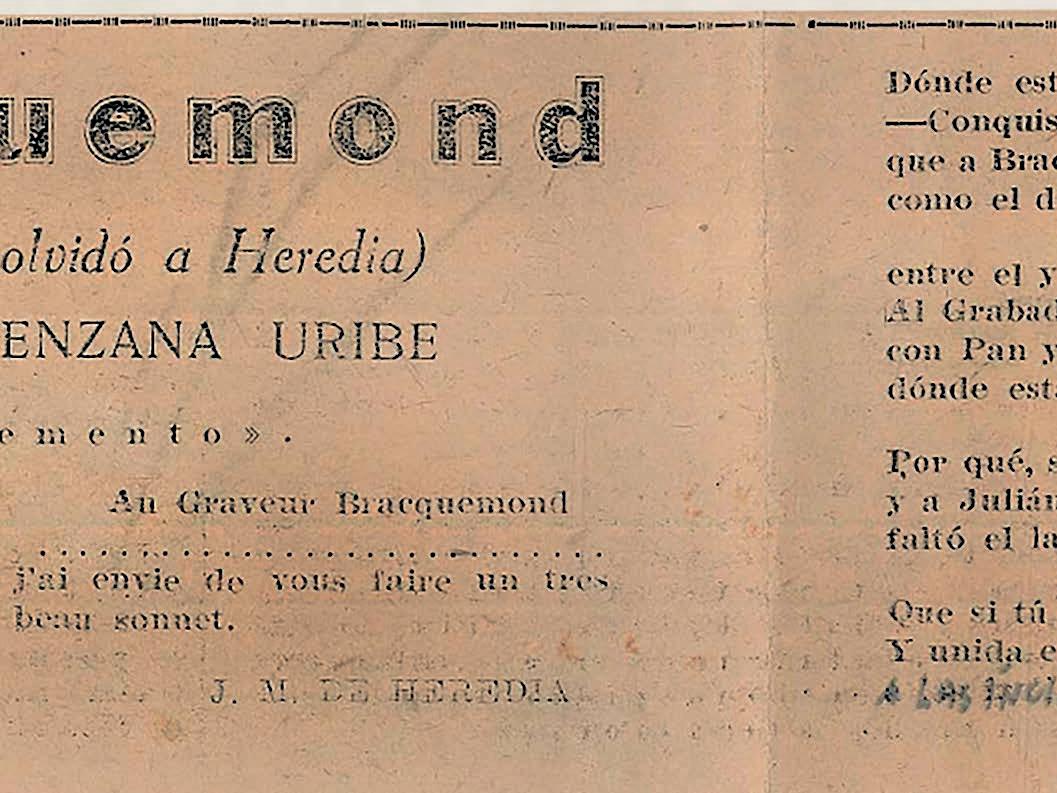 uemond
olvidó a Heredia)
ENZANA URIBE
emento».
Au Graveur Bracquemond
J'ai envie de vous faire un tres
beau sonnet.
J. M. DE HEREDIA
Dónde est
—Conquis
que a Brac
como el d
entre el y
Al Grabad
con Pan y
dónde esta
Por qué, s
y a Julián
faltó el la
Que si tú
Y unida e
A LAS